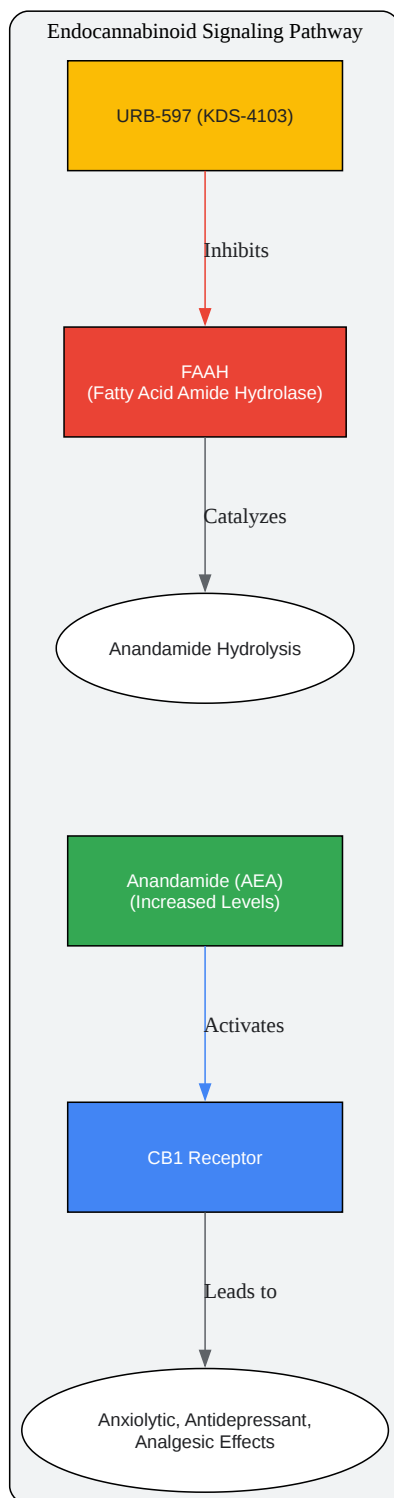 Endocannabinoid Signaling Pathway
URB-597 (KDS-4103)
Inhibits
FAAH
(Fatty Acid Amide Hydrolase)
Catalyzes
Anandamide Hydrolysis
Anandamide (AEA)
(Increased Levels)
Activates
CB1 Receptor
Leads to
Anxiolytic, Antidepressant,
Analgesic Effects